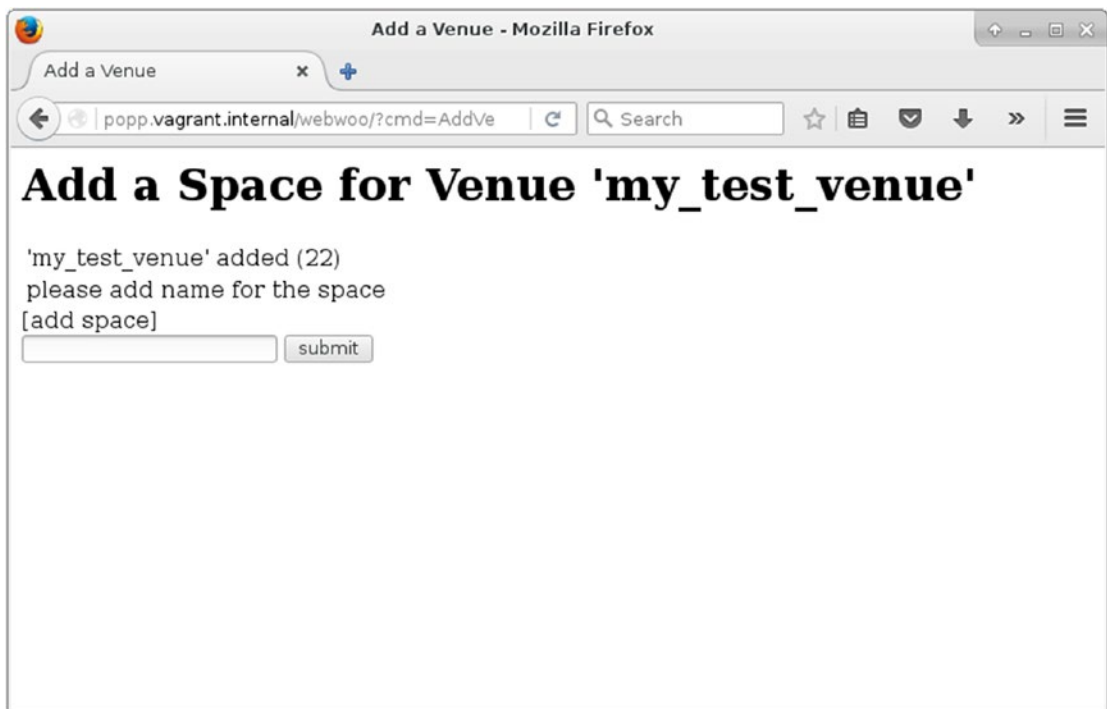 Add a Venue - Mozilla Firefox
Add a Venue
popp.vagrant.internal/webwoo/?cmd=AddVe
Search
Add a Space for Venue 'my_test_venue'
'my_test_venue' added (22)
please add name for the space
[add space]
submit